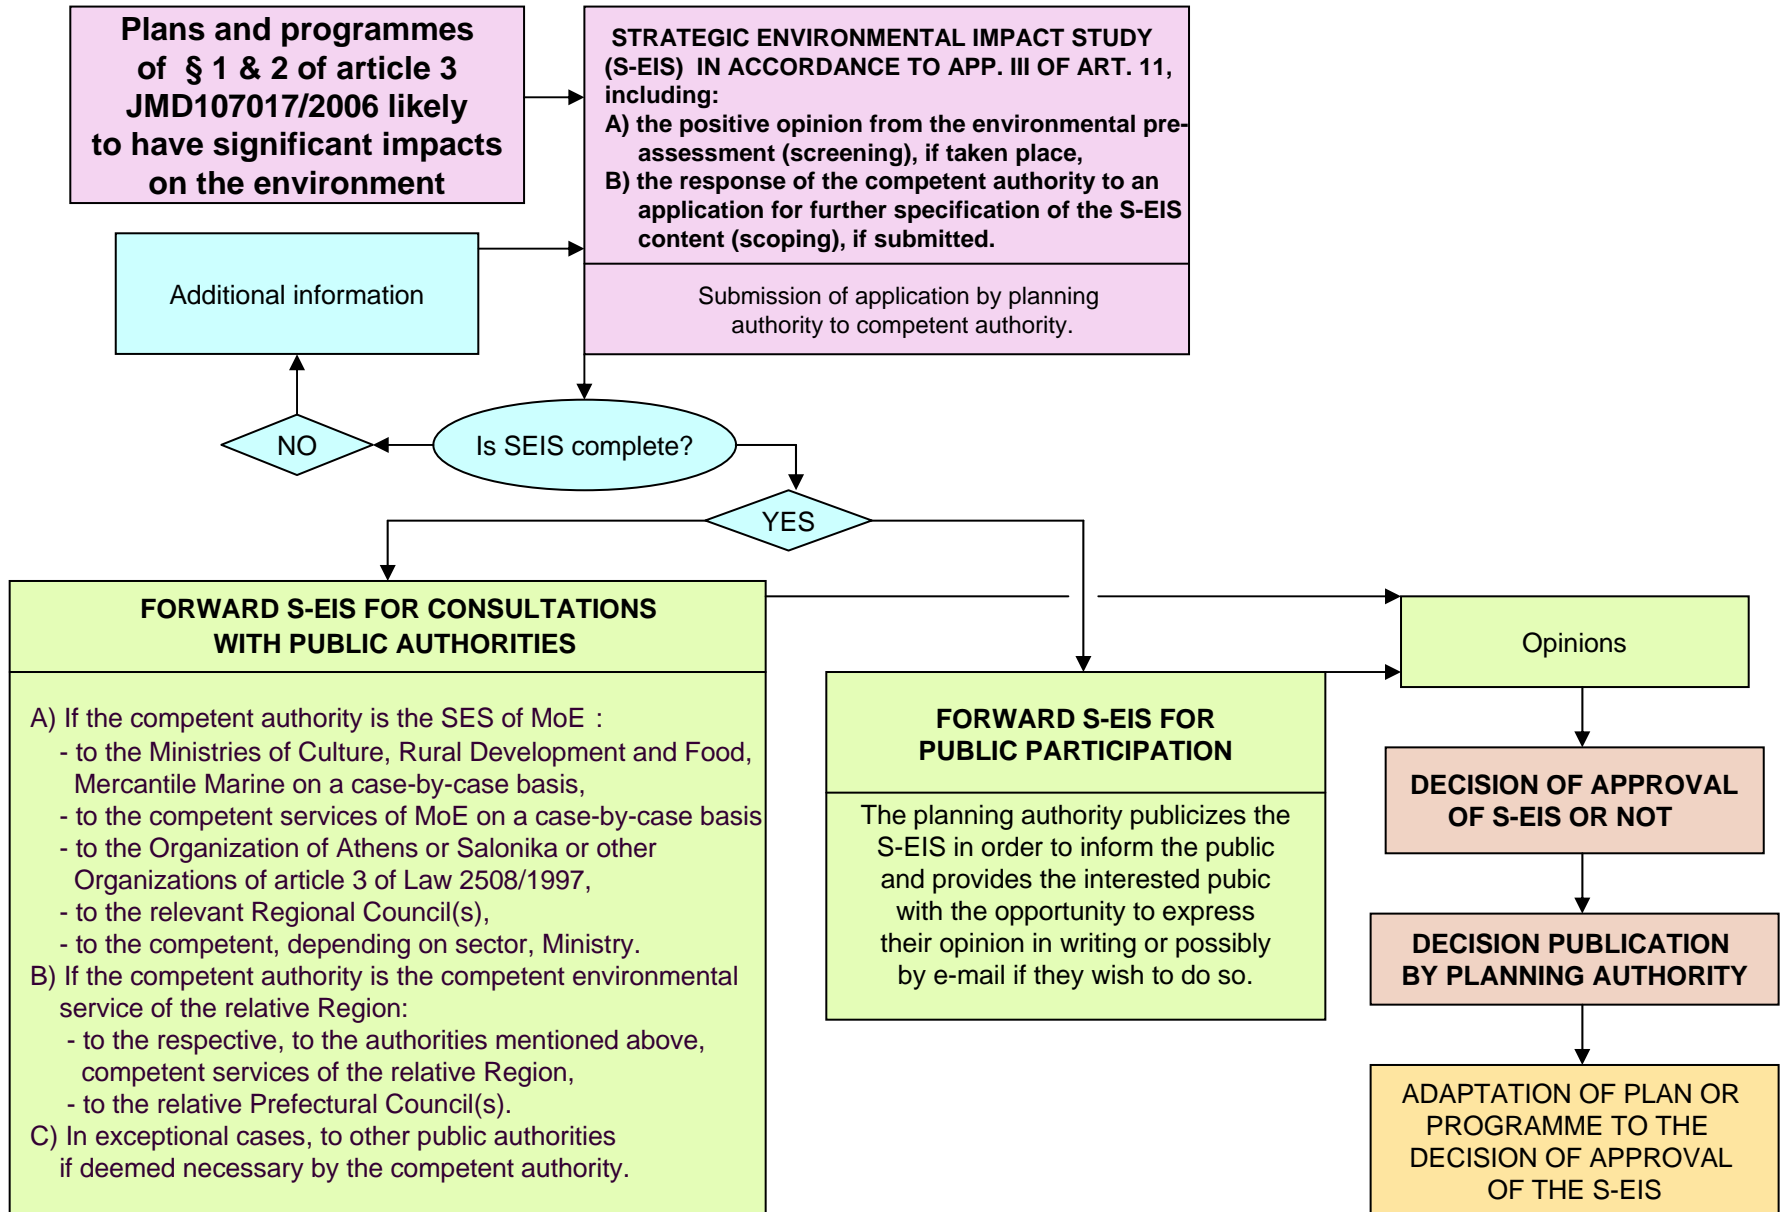 Plans and programmes
of § 1 & 2 of article 3
JMD107017/2006 likely
to have significant impacts
on the environment
STRATEGIC ENVIRONMENTAL IMPACT STUDY
(S-EIS) IN ACCORDANCE TO APP. III OF ART. 11,
including:
A) the positive opinion from the environmental pre-
assessment (screening), if taken place,
B) the response of the competent authority to an
application for further specification of the S-EIS
content (scoping), if submitted.
Submission of application by planning
authority to competent authority.
Additional information
NO
Is SEIS complete?
YES
FORWARD S-EIS FOR CONSULTATIONS
WITH PUBLIC AUTHORITIES
A) If the competent authority is the SES of MoE :
- to the Ministries of Culture, Rural Development and Food,
Mercantile Marine on a case-by-case basis,
- to the competent services of MoE on a case-by-case basis
- to the Organization of Athens or Salonika or other
Organizations of article 3 of Law 2508/1997,
- to the relevant Regional Council(s),
- to the competent, depending on sector, Ministry.
B) If the competent authority is the competent environmental
service of the relative Region:
- to the respective, to the authorities mentioned above,
competent services of the relative Region,
- to the relative Prefectural Council(s).
C) In exceptional cases, to other public authorities
if deemed necessary by the competent authority.
FORWARD S-EIS FOR
PUBLIC PARTICIPATION
The planning authority publicizes the
S-EIS in order to inform the public
and provides the interested pubic
with the opportunity to express
their opinion in writing or possibly
by e-mail if they wish to do so.
Opinions
DECISION OF APPROVAL
OF S-EIS OR NOT
DECISION PUBLICATION
BY PLANNING AUTHORITY
ADAPTATION OF PLAN OR
PROGRAMME TO THE
DECISION OF APPROVAL
OF THE S-EIS